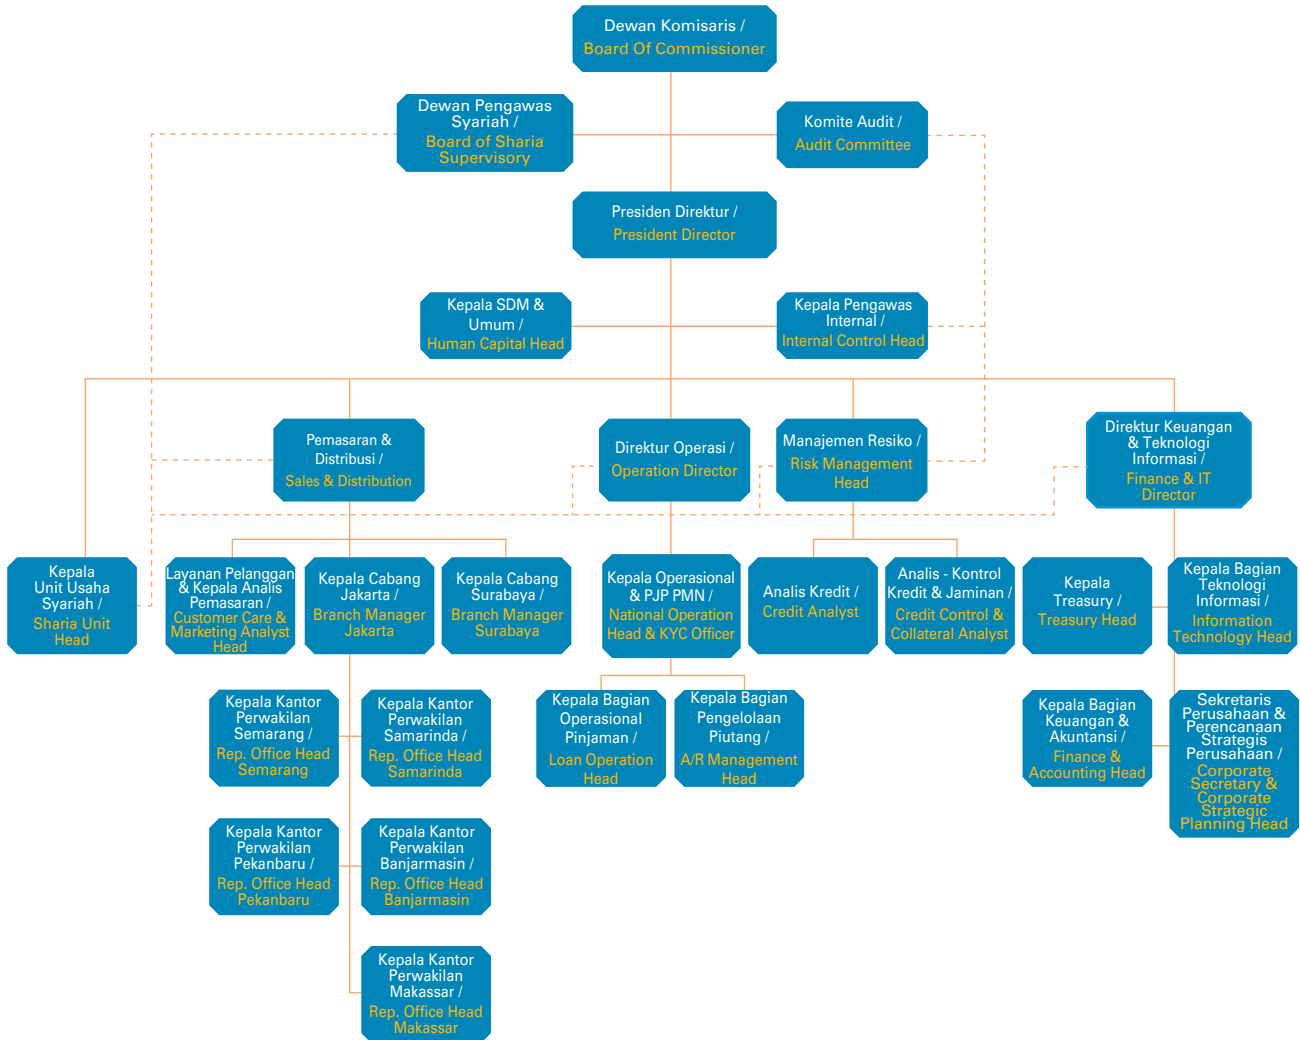 Dewan Komisaris /
Board Of Commissioner
Dewan Pengawas
Syariah /
Board of Sharia
Supervisory
Komite Audit /
Audit Committee
Presiden Direktur /
President Director
Kepala SDM &
Umum /
Human Capital Head
Kepala Pengawas
Internal /
Internal Control Head
Pemasaran &
Distribusi /
Sales & Distribution
Direktur Operasi /
Operation Director
Manajemen Resiko /
Risk Management
Head
Direktur Keuangan
& Teknologi
Informasi /
Finance & IT
Director
Kepala
Unit Usaha
Syariah /
Sharia Unit
Head
Layanan Pelanggan
& Kepala Analis
Pemasaran /
Customer Care &
Marketing Analyst
Head
Kepala Cabang
Jakarta /
Branch Manager
Jakarta
Kepala Cabang
Surabaya /
Branch Manager
Surabaya
Kepala Operasional
& PJP PMN /
National Operation
Head & KYC Officer
Analis Kredit /
Credit Analyst
Analis - Kontrol
Kredit & Jaminan /
Credit Control &
Collateral Analyst
Kepala
Treasury /
Treasury Head
Kepala Bagian
Teknologi
Informasi /
Information
Technology Head
Kepala Kantor
Perwakilan
Semarang /
Rep. Office Head
Semarang
Kepala Kantor
Perwakilan
Samarinda /
Rep. Office Head
Samarinda
Kepala Bagian
Operasional
Pinjaman /
Loan Operation
Head
Kepala Bagian
Pengelolaan
Piutang /
A/R Management
Head
Kepala Bagian
Keuangan &
Akuntansi /
Finance &
Accounting Head
Sekretaris
Perusahaan &
Perencanaan
Strategis
Perusahaan /
Corporate
Secretary &
Corporate
Strategic
Planning Head
Kepala Kantor
Perwakilan
Pekanbaru /
Rep. Office Head
Pekanbaru
Kepala Kantor
Perwakilan
Banjarmasin /
Rep. Office Head
Banjarmasin
Kepala Kantor
Perwakilan
Makassar /
Rep. Office Head
Makassar